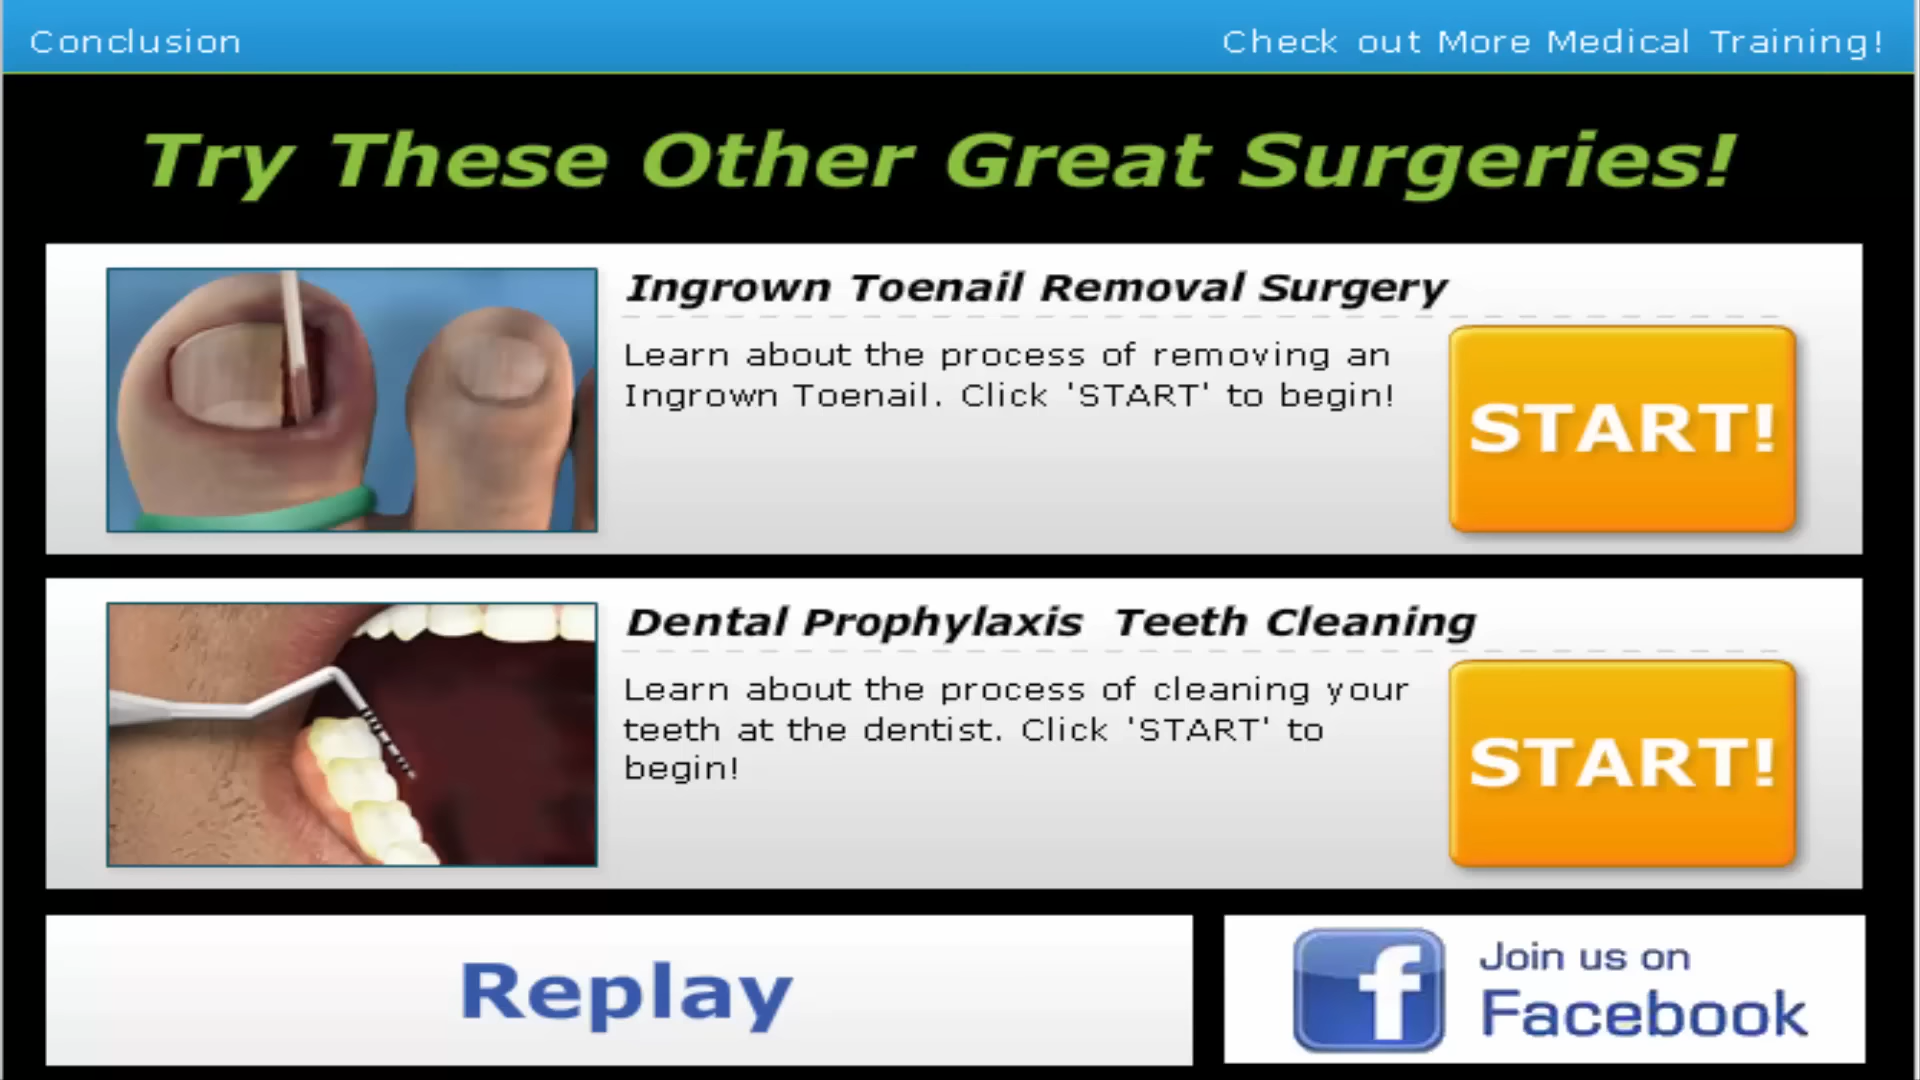 Conclusion
Check out More Medical Training!
Try These Other Great Surgeries!
Ingrown Toenail Removal Surgery
Learn about the process of removing an
Ingrown Toenail. Click 'START' to begin!
START!
Dental Prophylaxis  Teeth Cleaning
Learn about the process of cleaning your
teeth at the dentist. Click 'START' to
begin!
START!
Replay
f
Join us on
Facebook